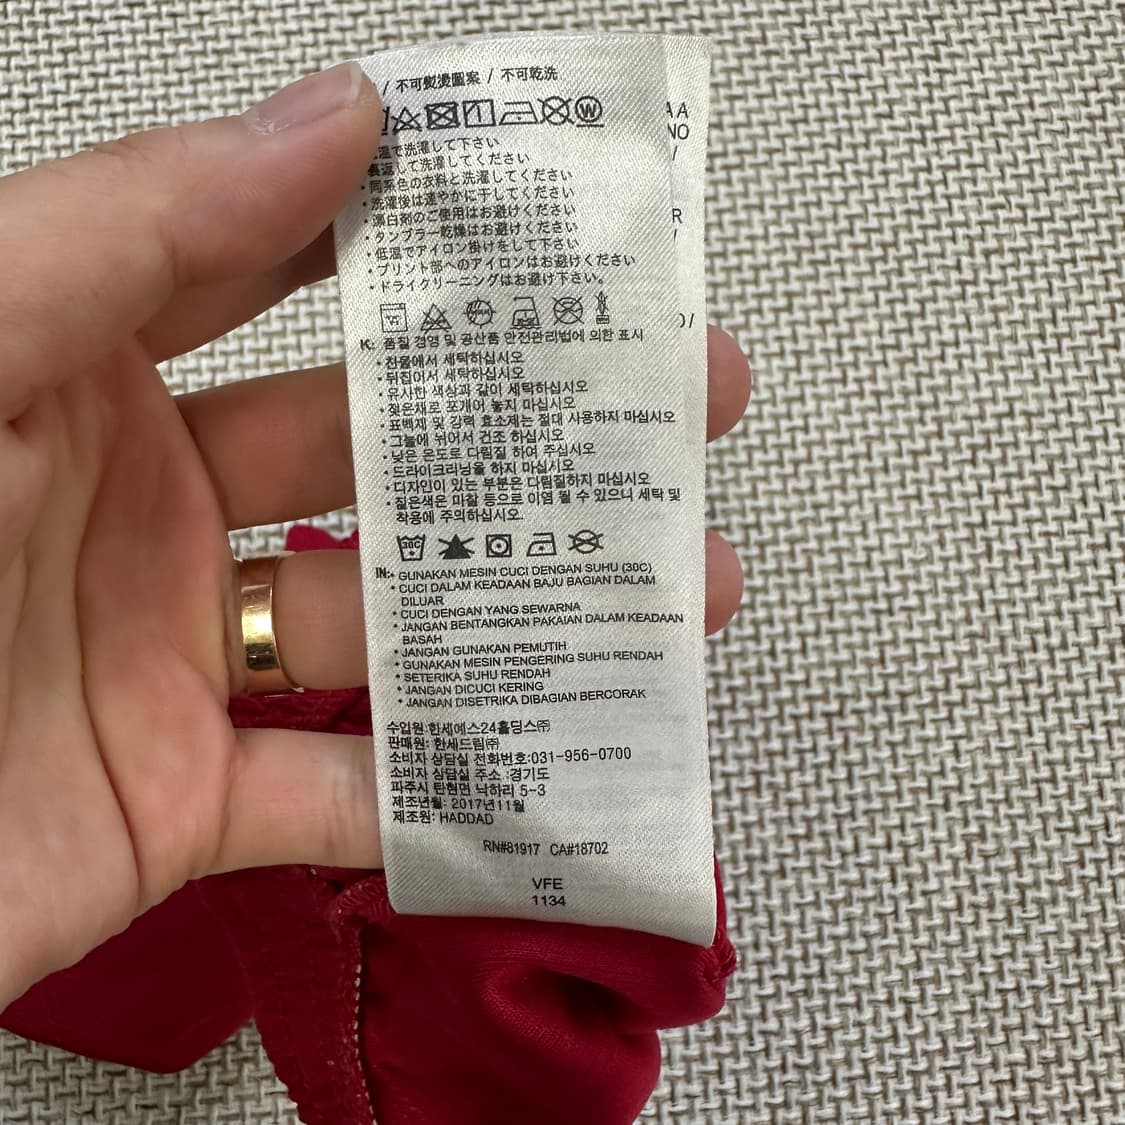 / 不可熨燙圖案 / 不可乾洗
W
温で洗濯して下さい
裏返して洗濯してください
・同系色の衣料と洗濯してください
・洗濯後は速やかに干してください
・漂白剤のご使用はお避けください
・タンブラー乾燥はお避けください
・低温でアイロン掛けをして下さい
・プリント部へのアイロンはお避けください
・ドライクリーニングはお避け下さい。
K: 품질 경영 및 공산품 안전관리법에 의한 표시
• 찬물에서 세탁하십시오
• 뒤집어서 세탁하십시오
• 유사한 색상과 같이 세탁하십시오
• 젖은채로 포개어 놓지 마십시오
• 표백제 및 강력 효소제는 절대 사용하지 마십시오
• 그늘에 뉘어서 건조 하십시오
• 낮은 온도로 다림질 하여 주십시오
• 드라이크리닝을 하지 마십시오
• 디자인이 있는 부분은 다림질하지 마십시오
• 짙은색은 마찰 등으로 이염 될 수 있으니 세탁 및
착용에 주의하십시오.
30C
IN: • GUNAKAN MESIN CUCI DENGAN SUHU (30C)
• CUCI DALAM KEADAAN BAJU BAGIAN DALAM
DILUAR
• CUCI DENGAN YANG SEWARNA
• JANGAN BENTANGKAN PAKAIAN DALAM KEADAAN
BASAH
• JANGAN GUNAKAN PEMUTIH
• GUNAKAN MESIN PENGERING SUHU RENDAH
• SETERIKA SUHU RENDAH
• JANGAN DICUCI KERING
• JANGAN DISETRIKA DIBAGIAN BERCORAK
수입원:한세예스24홀딩스㈜
판매원: 한세드림㈜
소비자 상담실 전화번호:031-956-0700
소비자 상담실 주소 :경기도
파주시 탄현면 낙하리 5-3
제조년월: 2017년11월
제조원: HADDAD
RN#81917 CA#18702
VFE
1134